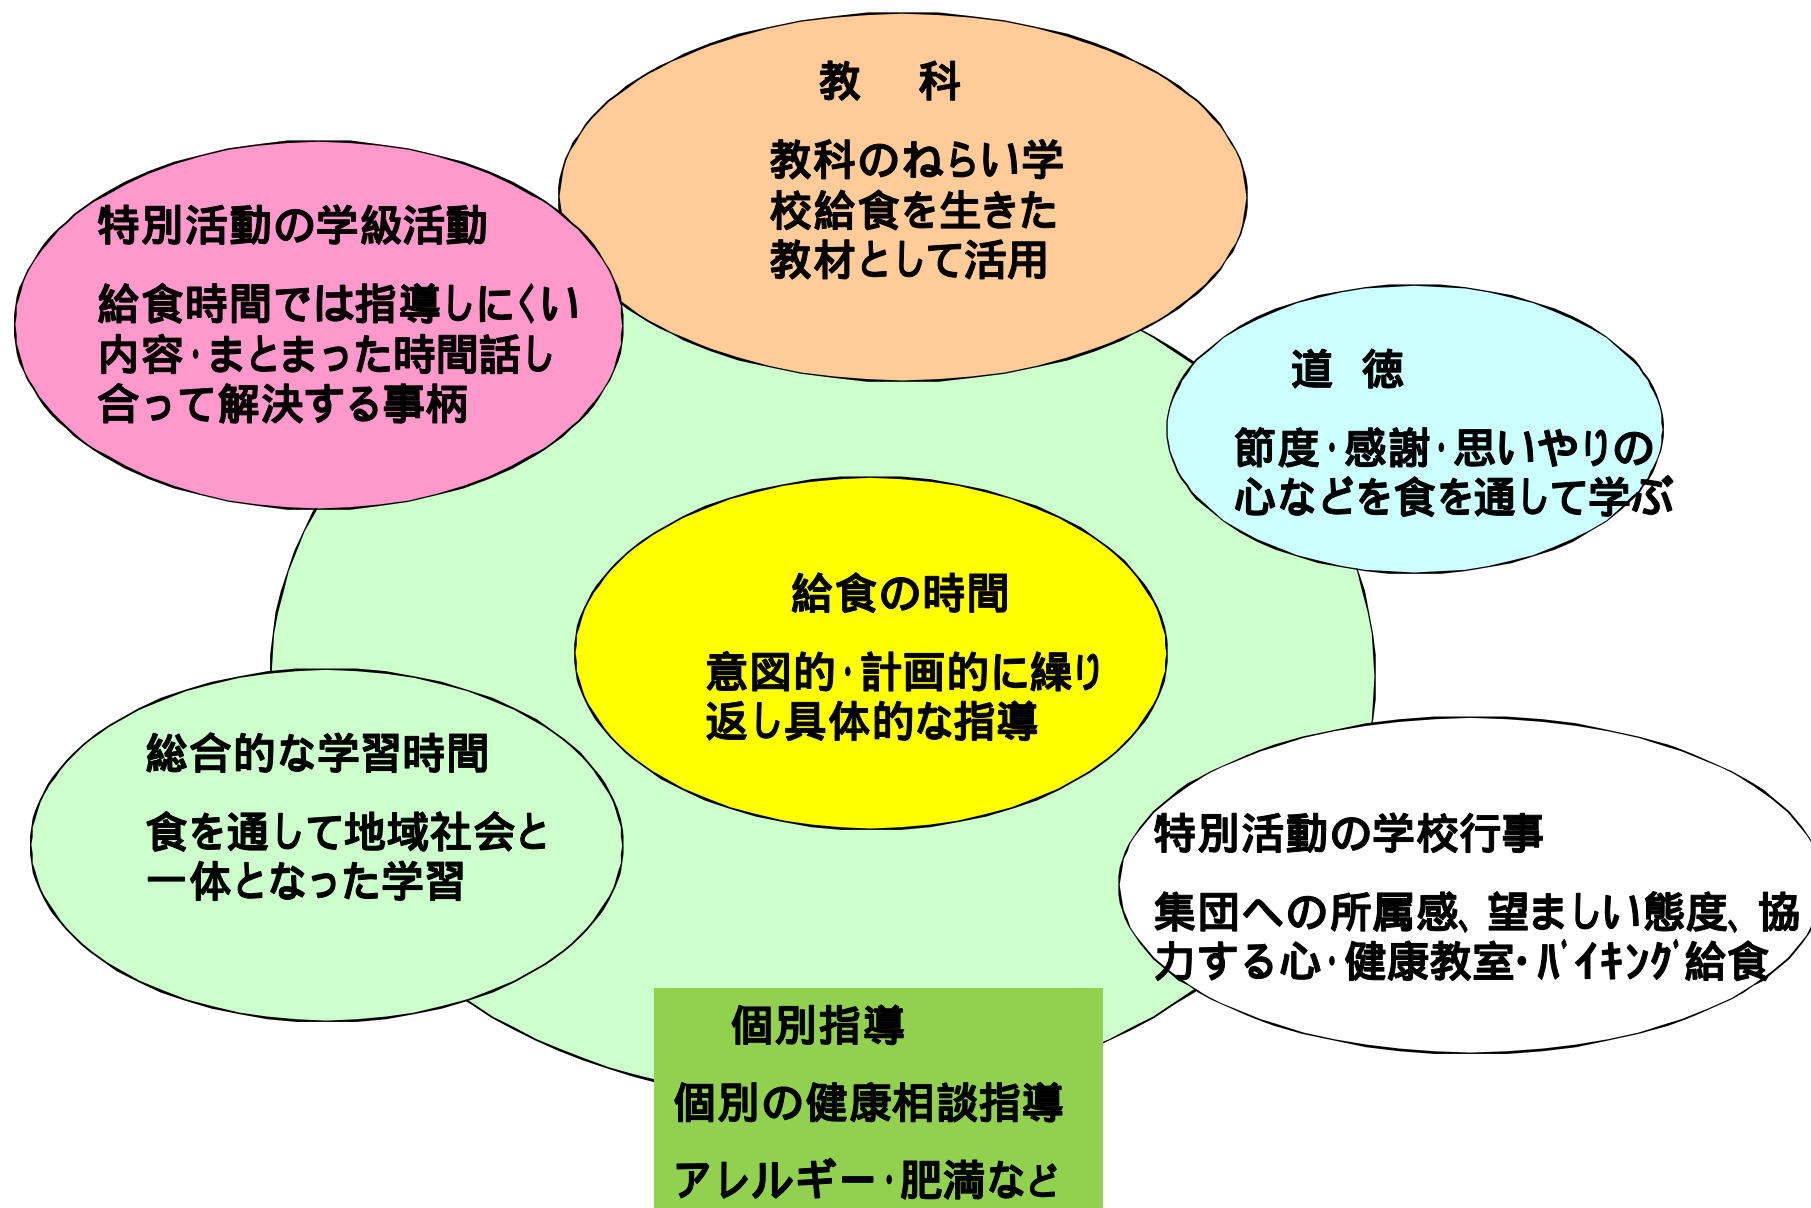 教　科
教科のねらい学
校給食を生きた
教材として活用
特別活動の学級活動
給食時間では指導しにくい
内容・まとまった時間話し
合って解決する事柄
道 徳
節度・感謝・思いやりの
心などを食を通して学ぶ
給食の時間
意図的・計画的に繰り
返し具体的な指導
総合的な学習時間
食を通して地域社会と
一体となった学習
特別活動の学校行事
集団への所属感、望ましい態度、協
力する心・健康教室・ﾊﾞｲｷﾝｸﾞ給食
個別指導
個別の健康相談指導
アレルギー・肥満など